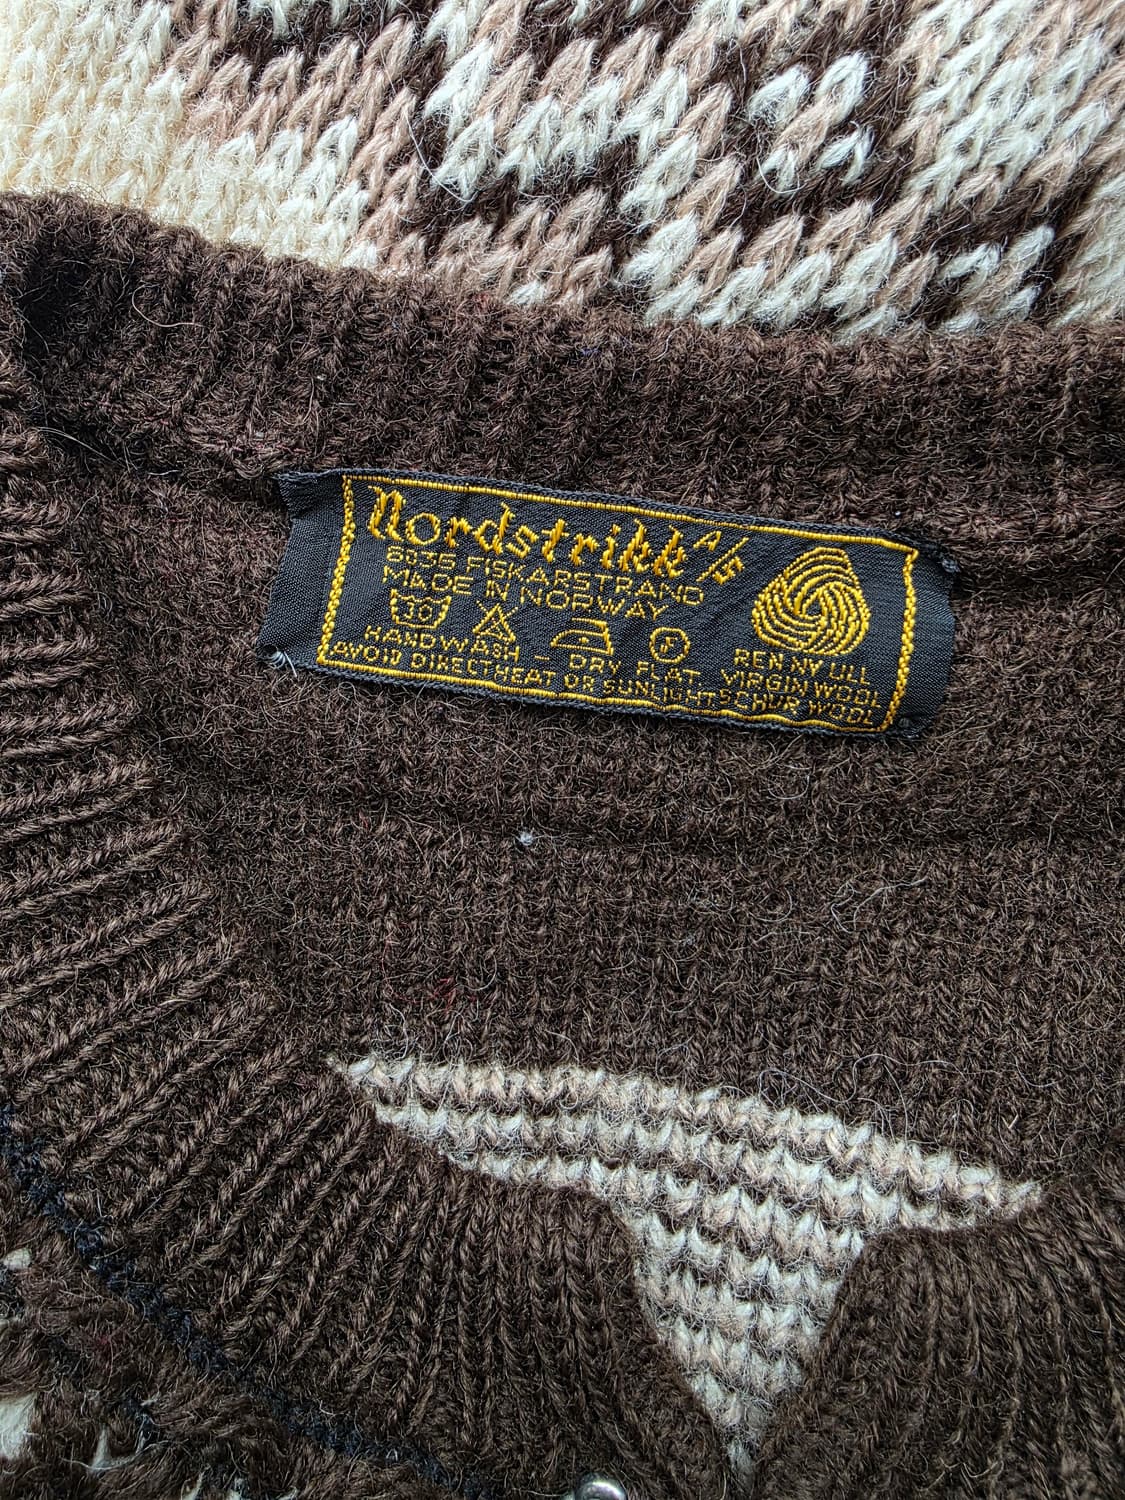 Nordstrikk A/S
6035 FISKARSTRAND
MADE IN NORWAY
HANDWASH - DRY FLAT
AVOID DIRECT HEAT OR SUNLIGHT
REN NY ULL
VIRGIN WOOL
SCHUR WOOL